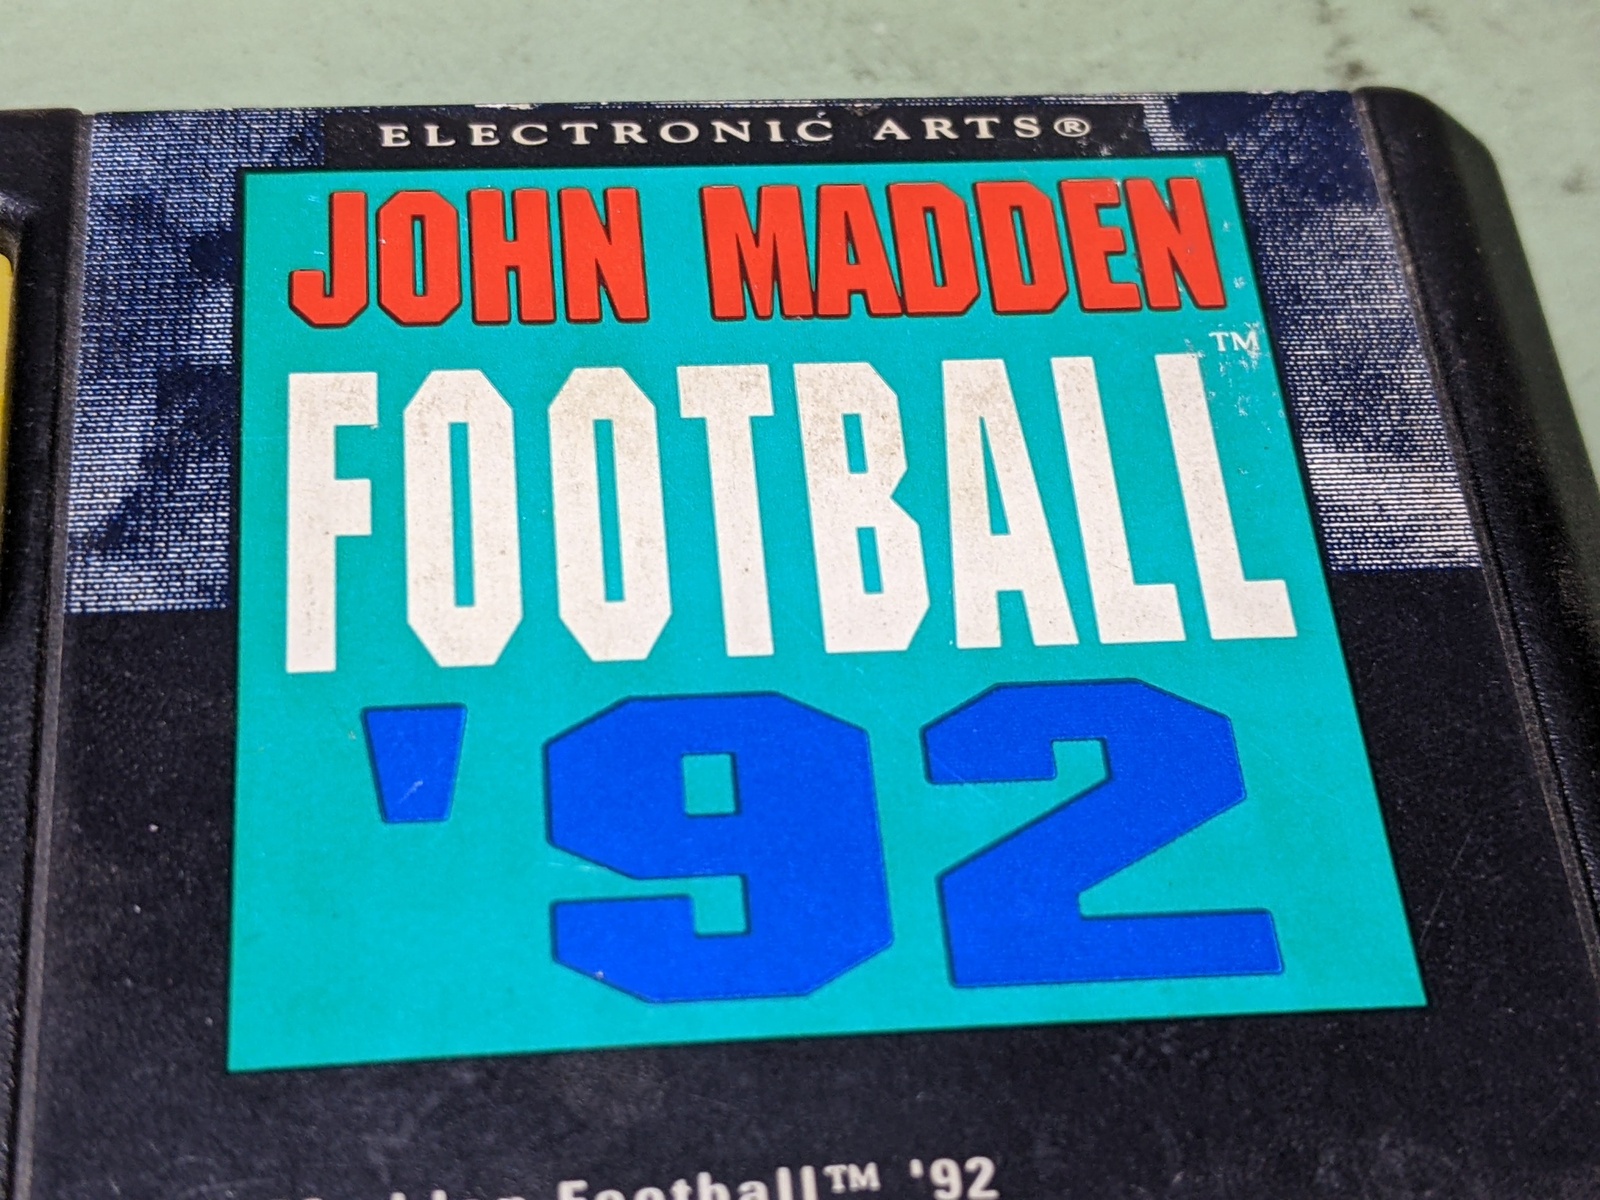 ELECTRONIC ARTS®
JOHN MADDEN
FOOTBALL™
'92
Football™ '92